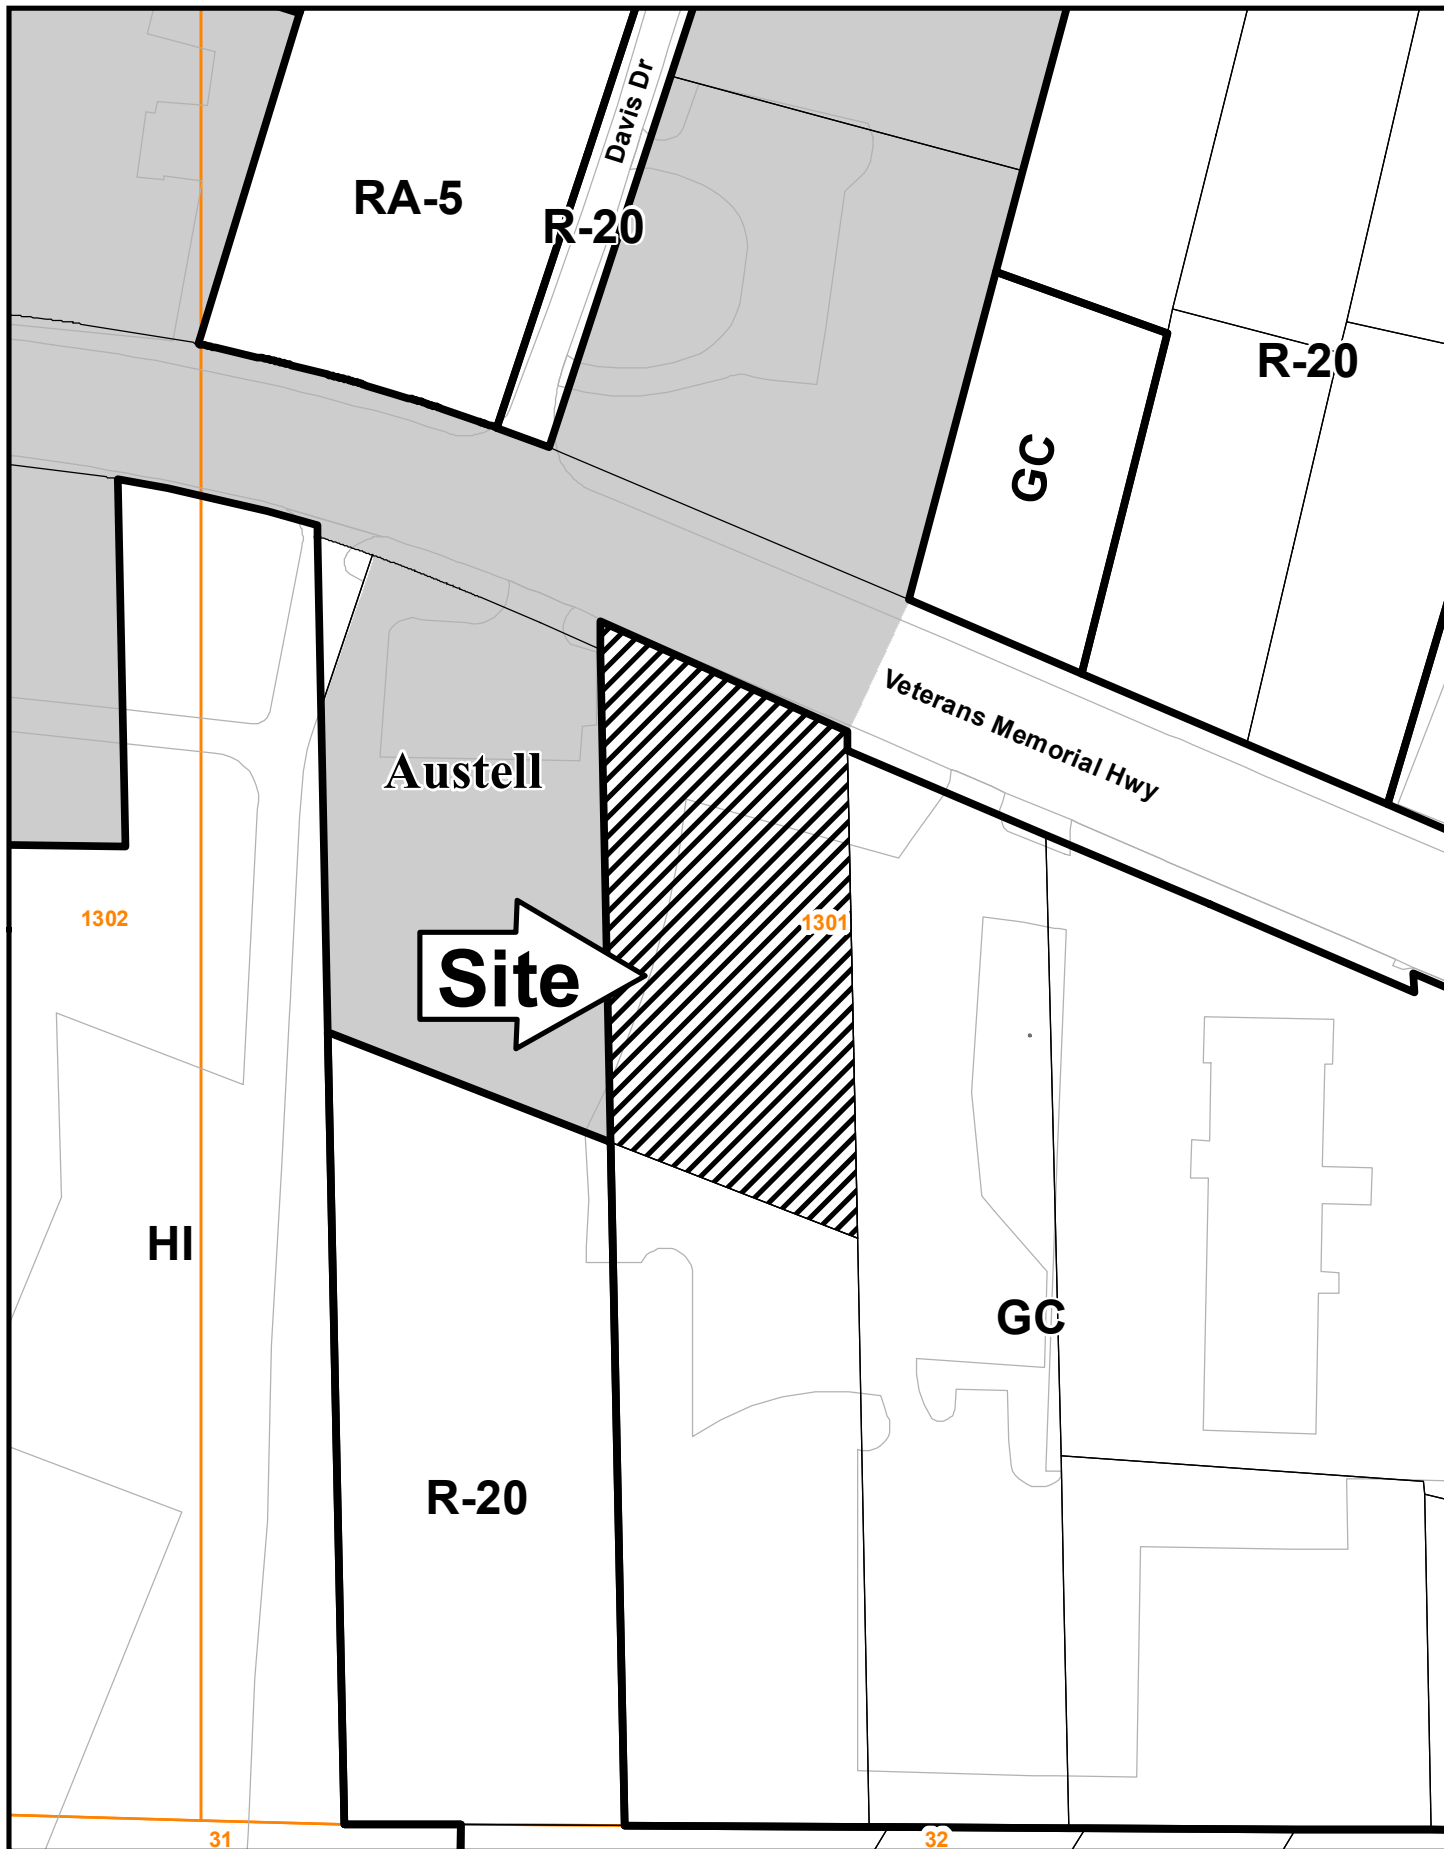 Davis Dr
RA-5
R-20
R-20
GC
Veterans Memorial Hwy
Austell
1302
1301
Site
HI
GC
R-20
31
32